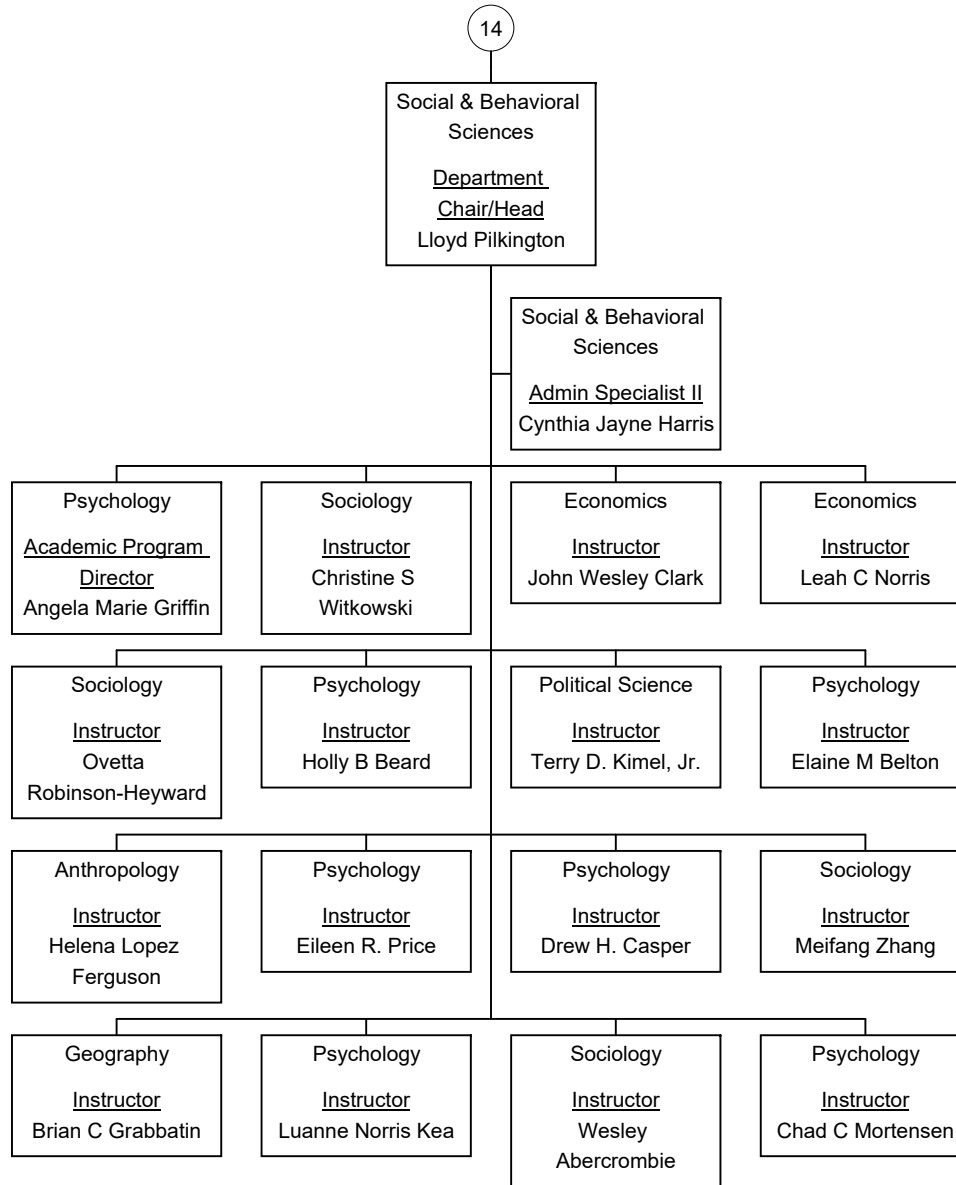 14
Social & Behavioral
Sciences
Department
Chair/Head
Lloyd Pilkington
Social & Behavioral
Sciences
Admin Specialist II
Cynthia Jayne Harris
Psychology
Academic Program
Director
Angela Marie Griffin
Sociology
Instructor
Christine S
Witkowski
Economics
Instructor
John Wesley Clark
Economics
Instructor
Leah C Norris
Sociology
Instructor
Ovetta
Robinson-Heyward
Psychology
Instructor
Holly B Beard
Political Science
Instructor
Terry D. Kimel, Jr.
Psychology
Instructor
Elaine M Belton
Anthropology
Instructor
Helena Lopez
Ferguson
Psychology
Instructor
Eileen R. Price
Psychology
Instructor
Drew H. Casper
Sociology
Instructor
Meifang Zhang
Geography
Instructor
Brian C Grabbatin
Psychology
Instructor
Luanne Norris Kea
Sociology
Instructor
Wesley
Abercrombie
Psychology
Instructor
Chad C Mortensen